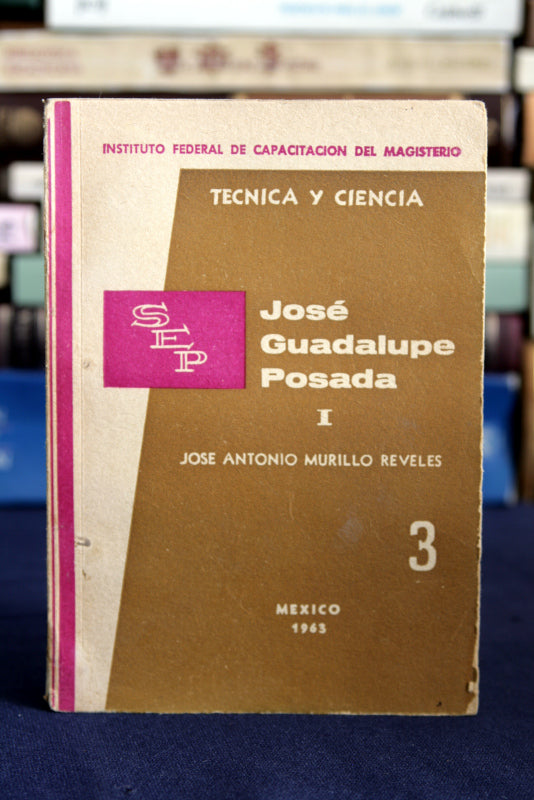 INSTITUTO FEDERAL DE CAPACITACION DEL MAGISTERIO
TECNICA Y CIENCIA
SEP
José
Guadalupe
Posada
I
JOSE ANTONIO MURILLO REVELES
3
MEXICO
1963